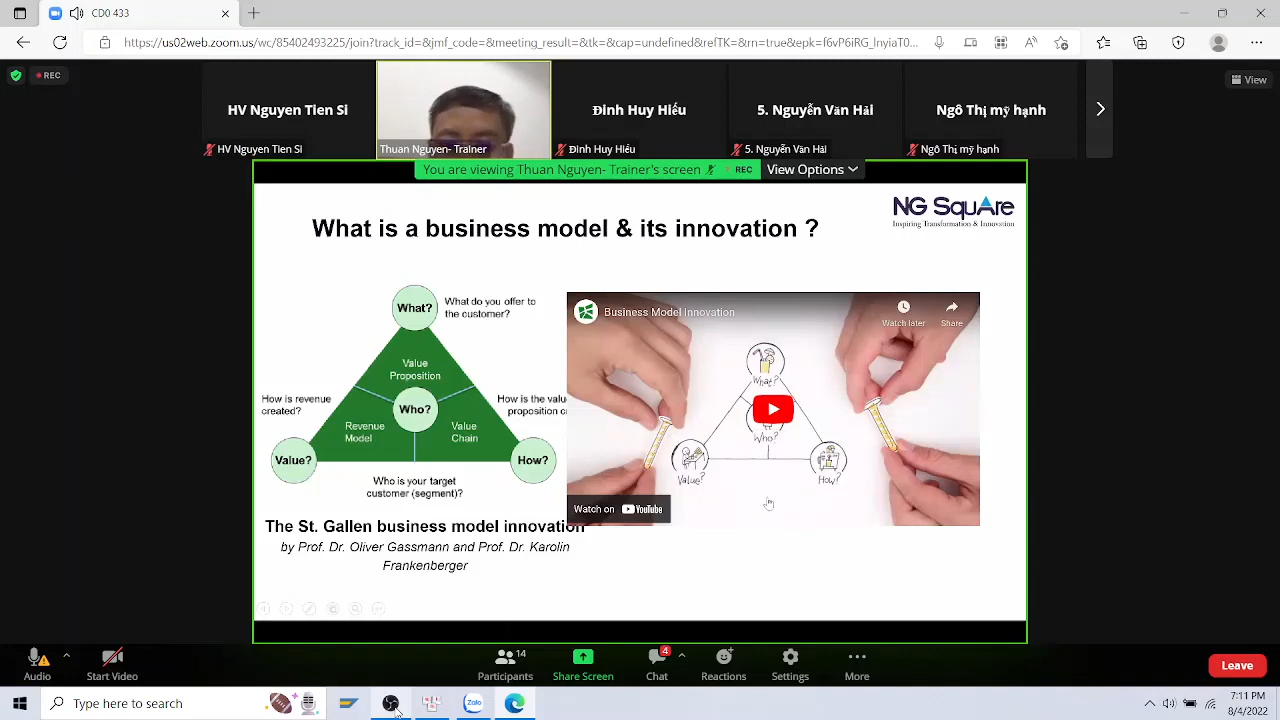 CD0 433
https://us02web.zoom.us/wc/85402493225/join?track_id=&jmf_code=&meeting_result=&tk=&cap=undefined&refTK=&rn=true&epk=f6vP6iRG_lnyiaT0...
REC
View
HV Nguyen Tien Si
Đinh Huy Hiếu
5. Nguyễn Văn Hải
Ngô Thị mỹ hạnh
HV Nguyen Tien Si
Thuan Nguyen- Trainer
Đinh Huy Hiếu
5. Nguyễn Văn Hải
Ngô Thị mỹ hạnh
You are viewing Thuan Nguyen- Trainer's screen
REC
View Options
NG SquAre
Inspiring Transformation & Innovation
What is a business model & its innovation ?
What?
What do you offer to
the customer?
Value
Proposition
How is revenue
created?
Who?
How is the valu
proposition c
Revenue
Model
Value
Chain
Value?
How?
Who is your target
customer (segment)?
Business Model Innovation
Watch later
Share
What?
Who?
Value?
How?
Watch on YouTube
The St. Gallen business model innovation
by Prof. Dr. Oliver Gassmann and Prof. Dr. Karolin
Frankenberger
Audio
Start Video
14
Participants
Share Screen
4
Chat
Reactions
Settings
More
Leave
Type here to search
Zalo
7:11 PM
8/4/2022